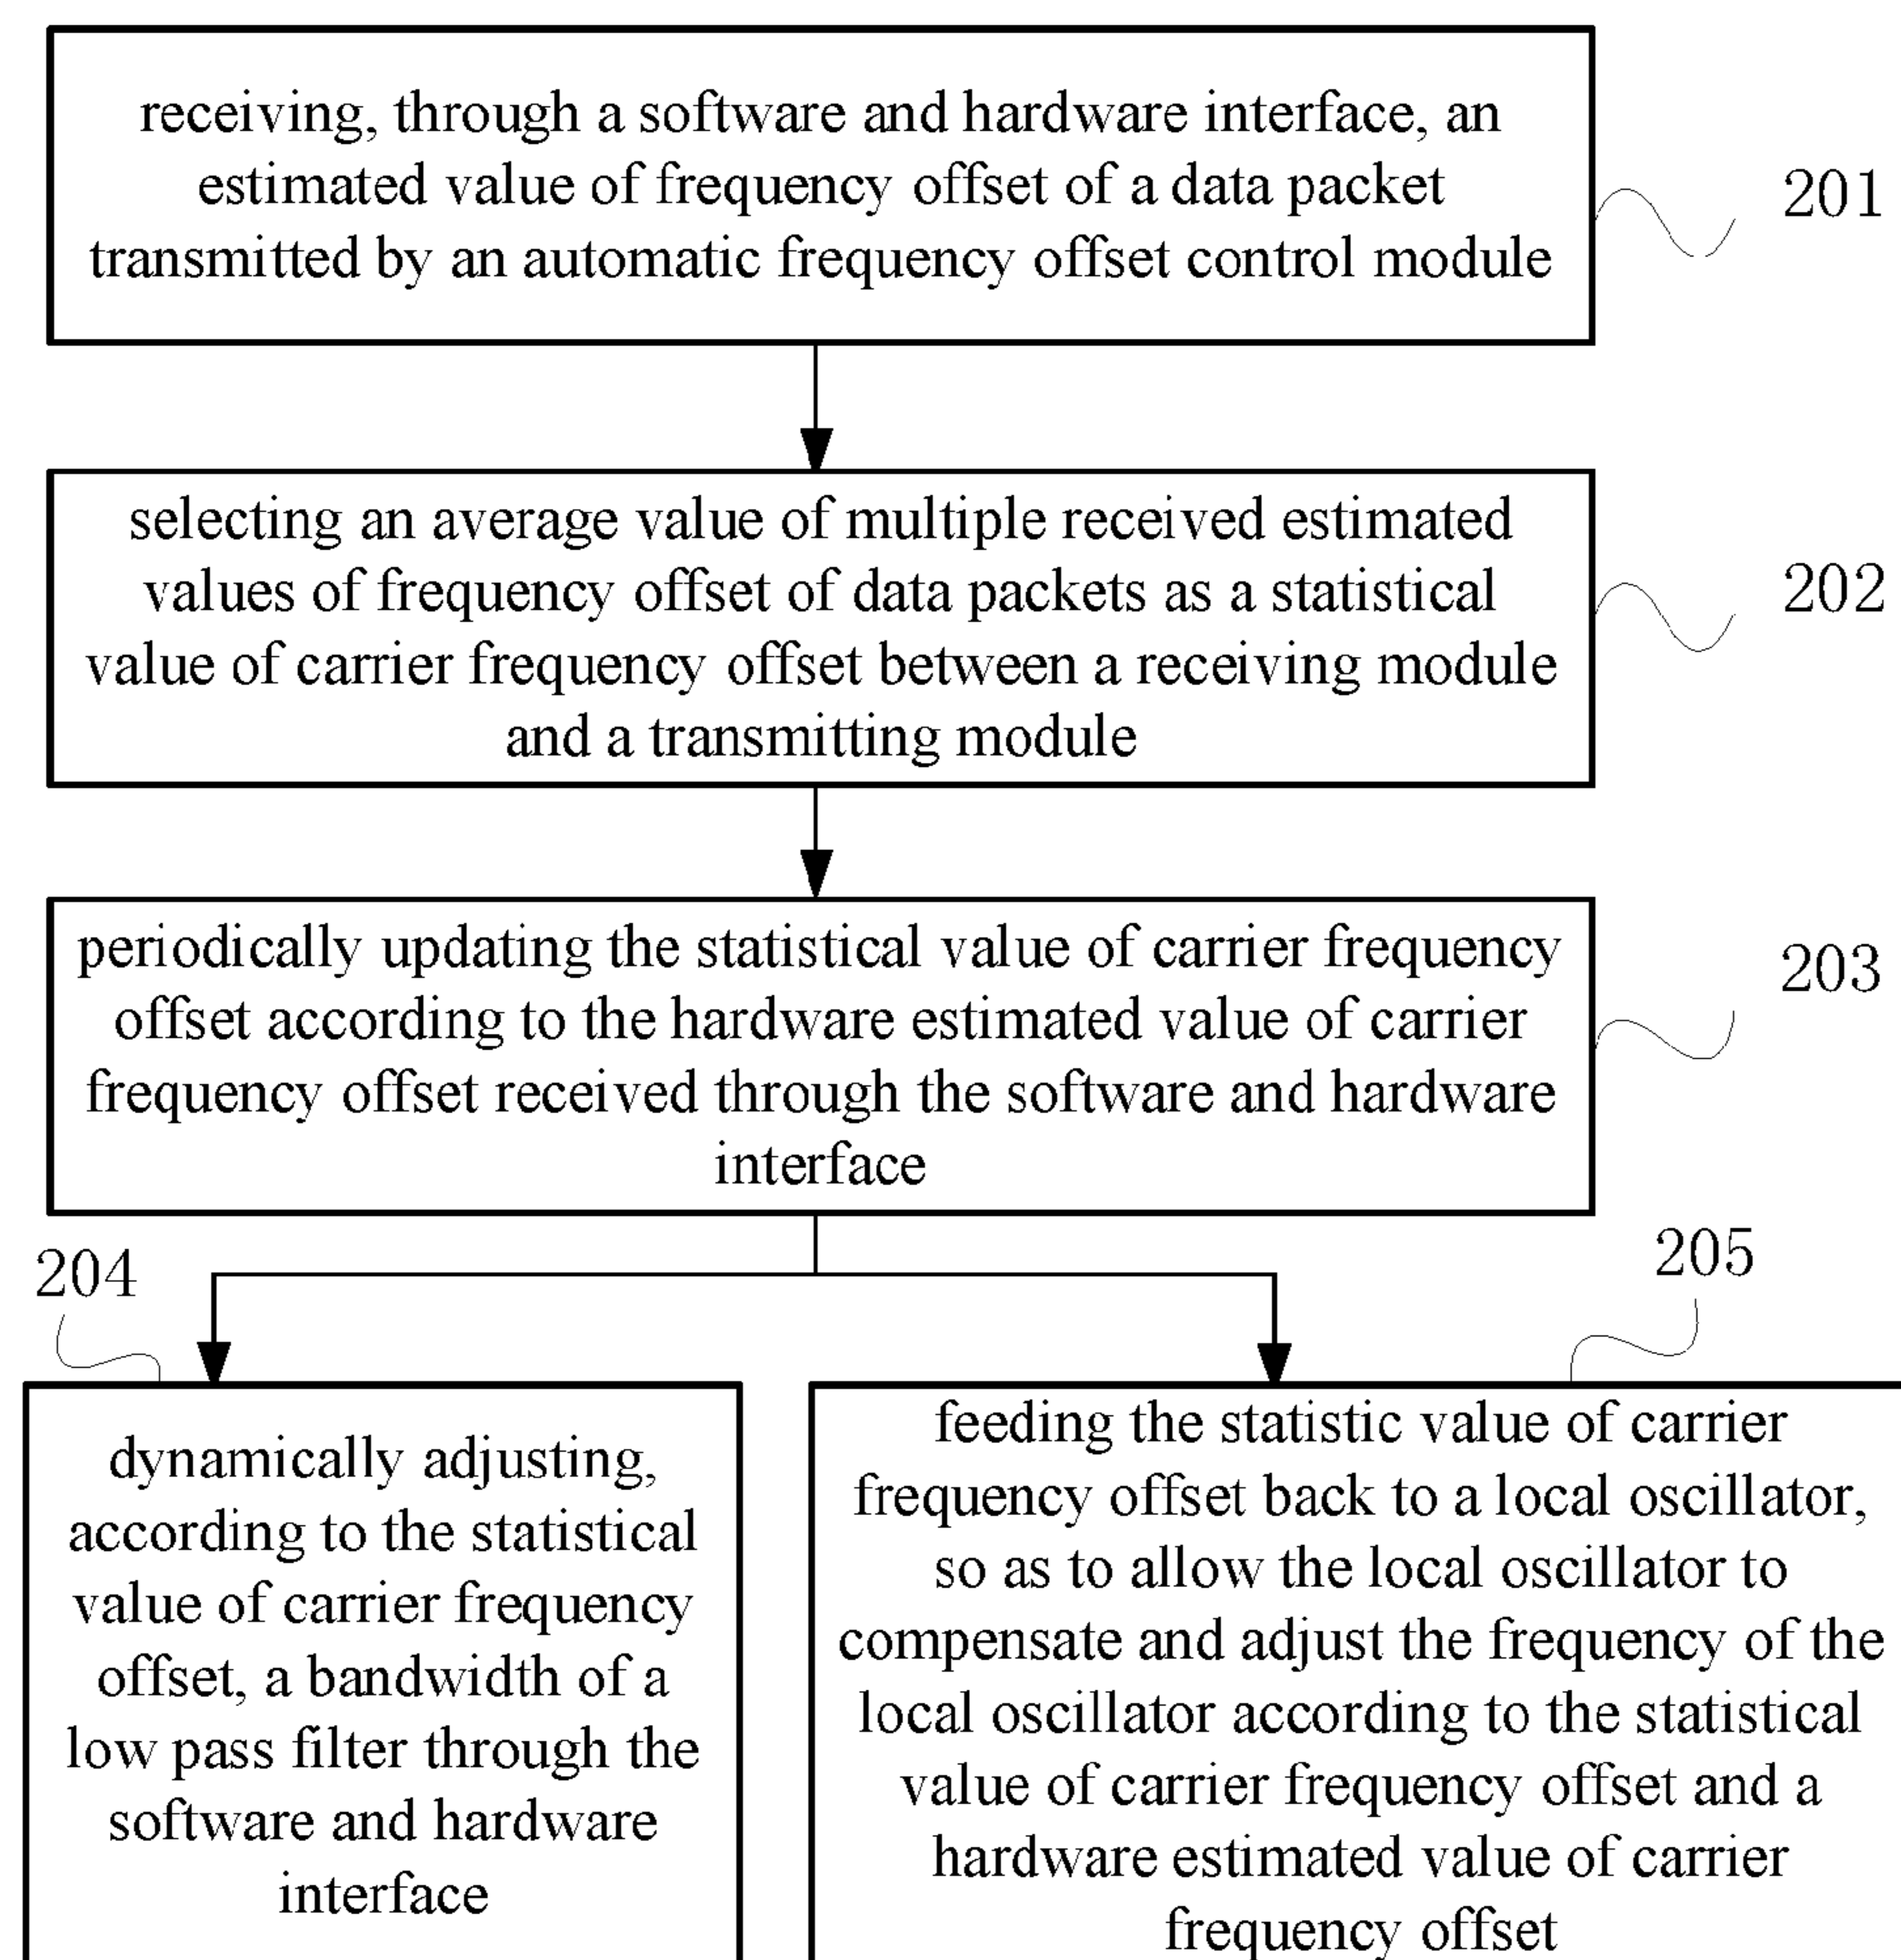 receiving, through a software and hardware interface, an
estimated value of frequency offset of a data packet
transmitted by an automatic frequency offset control module
201
selecting an average value of multiple received estimated
values of frequency offset of data packets as a statistical
value of carrier frequency offset between a receiving module
and a transmitting module
202
periodically updating the statistical value of carrier frequency
offset according to the hardware estimated value of carrier
frequency offset received through the software and hardware
interface
203
204
dynamically adjusting,
according to the statistical
value of carrier frequency
offset, a bandwidth of a
low pass filter through the
software and hardware
interface
205
feeding the statistic value of carrier
frequency offset back to a local oscillator,
so as to allow the local oscillator to
compensate and adjust the frequency of the
local oscillator according to the statistical
value of carrier frequency offset and a
hardware estimated value of carrier
frequency offset